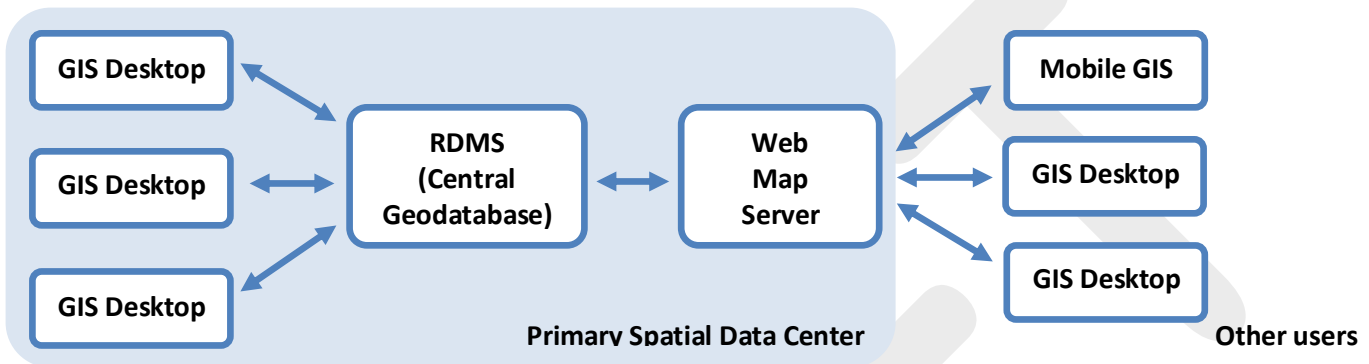 GIS Desktop
GIS Desktop
GIS Desktop
RDMS
(Central
Geodatabase)
Web
Map
Server
Mobile GIS
GIS Desktop
GIS Desktop
Primary Spatial Data Center
Other users